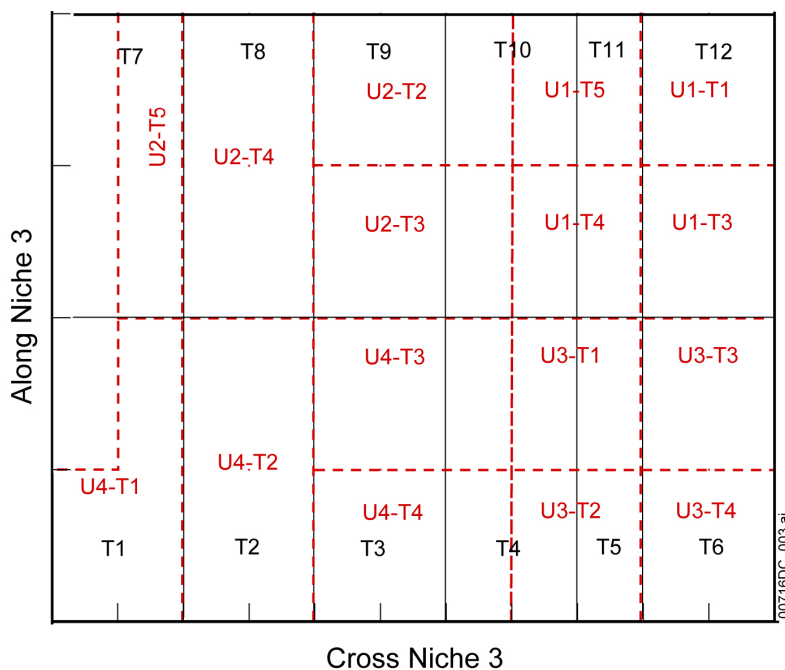 T7 T8 T9 T10 T11 T12
U2-T2 U1-T5 U1-T1
U2-T5
U2-T4
U2-T3 U1-T4 U1-T3
Along Niche 3
U4-T3 U3-T1 U3-T3
U4-T2
U4-T1
U4-T4 U3-T2 U3-T4
T1 T2 T3 T4 T5 T6
00716DC_003.ai
Cross Niche 3